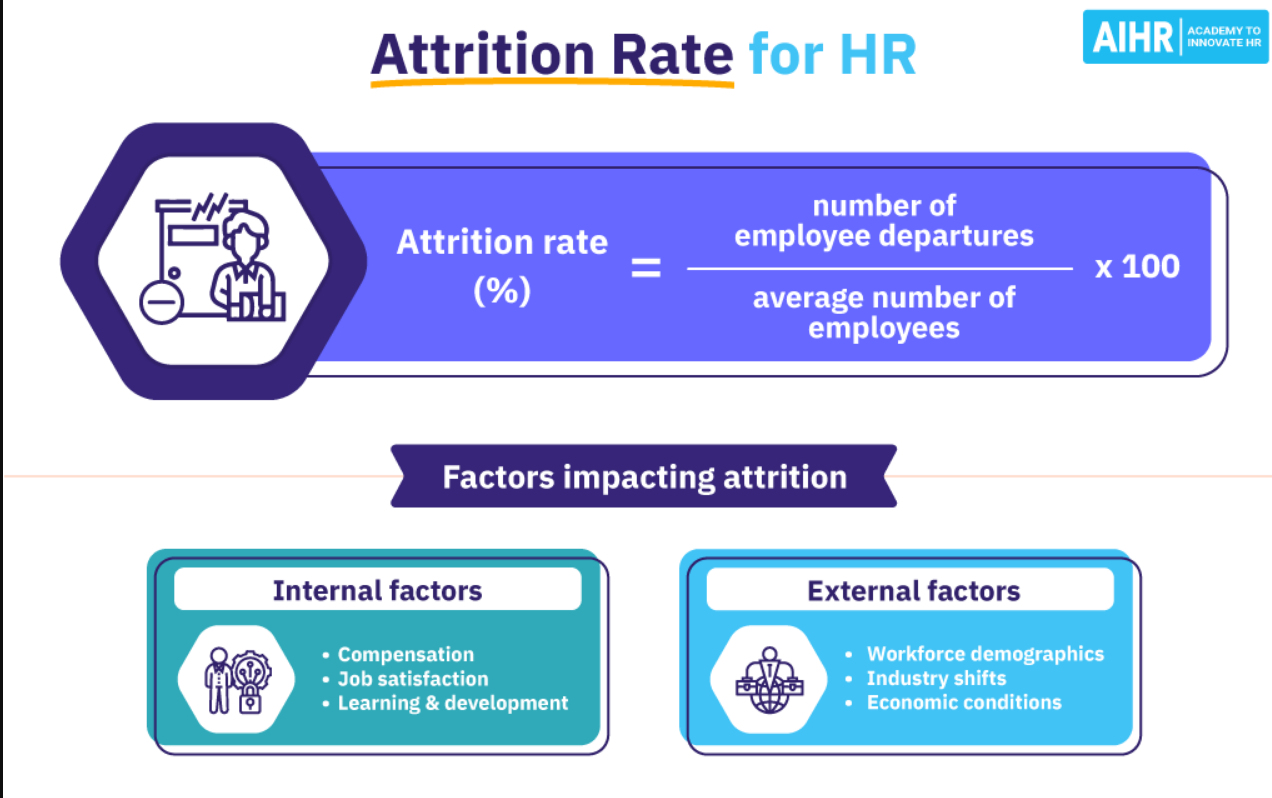 Attrition Rate for HR
AIHR
ACADEMY TO
INNOVATE HR
Attrition rate
(%)
=
number of
employee departures
average number of
employees
x 100
Factors impacting attrition
Internal factors
• Compensation
• Job satisfaction
• Learning & development
External factors
• Workforce demographics
• Industry shifts
• Economic conditions